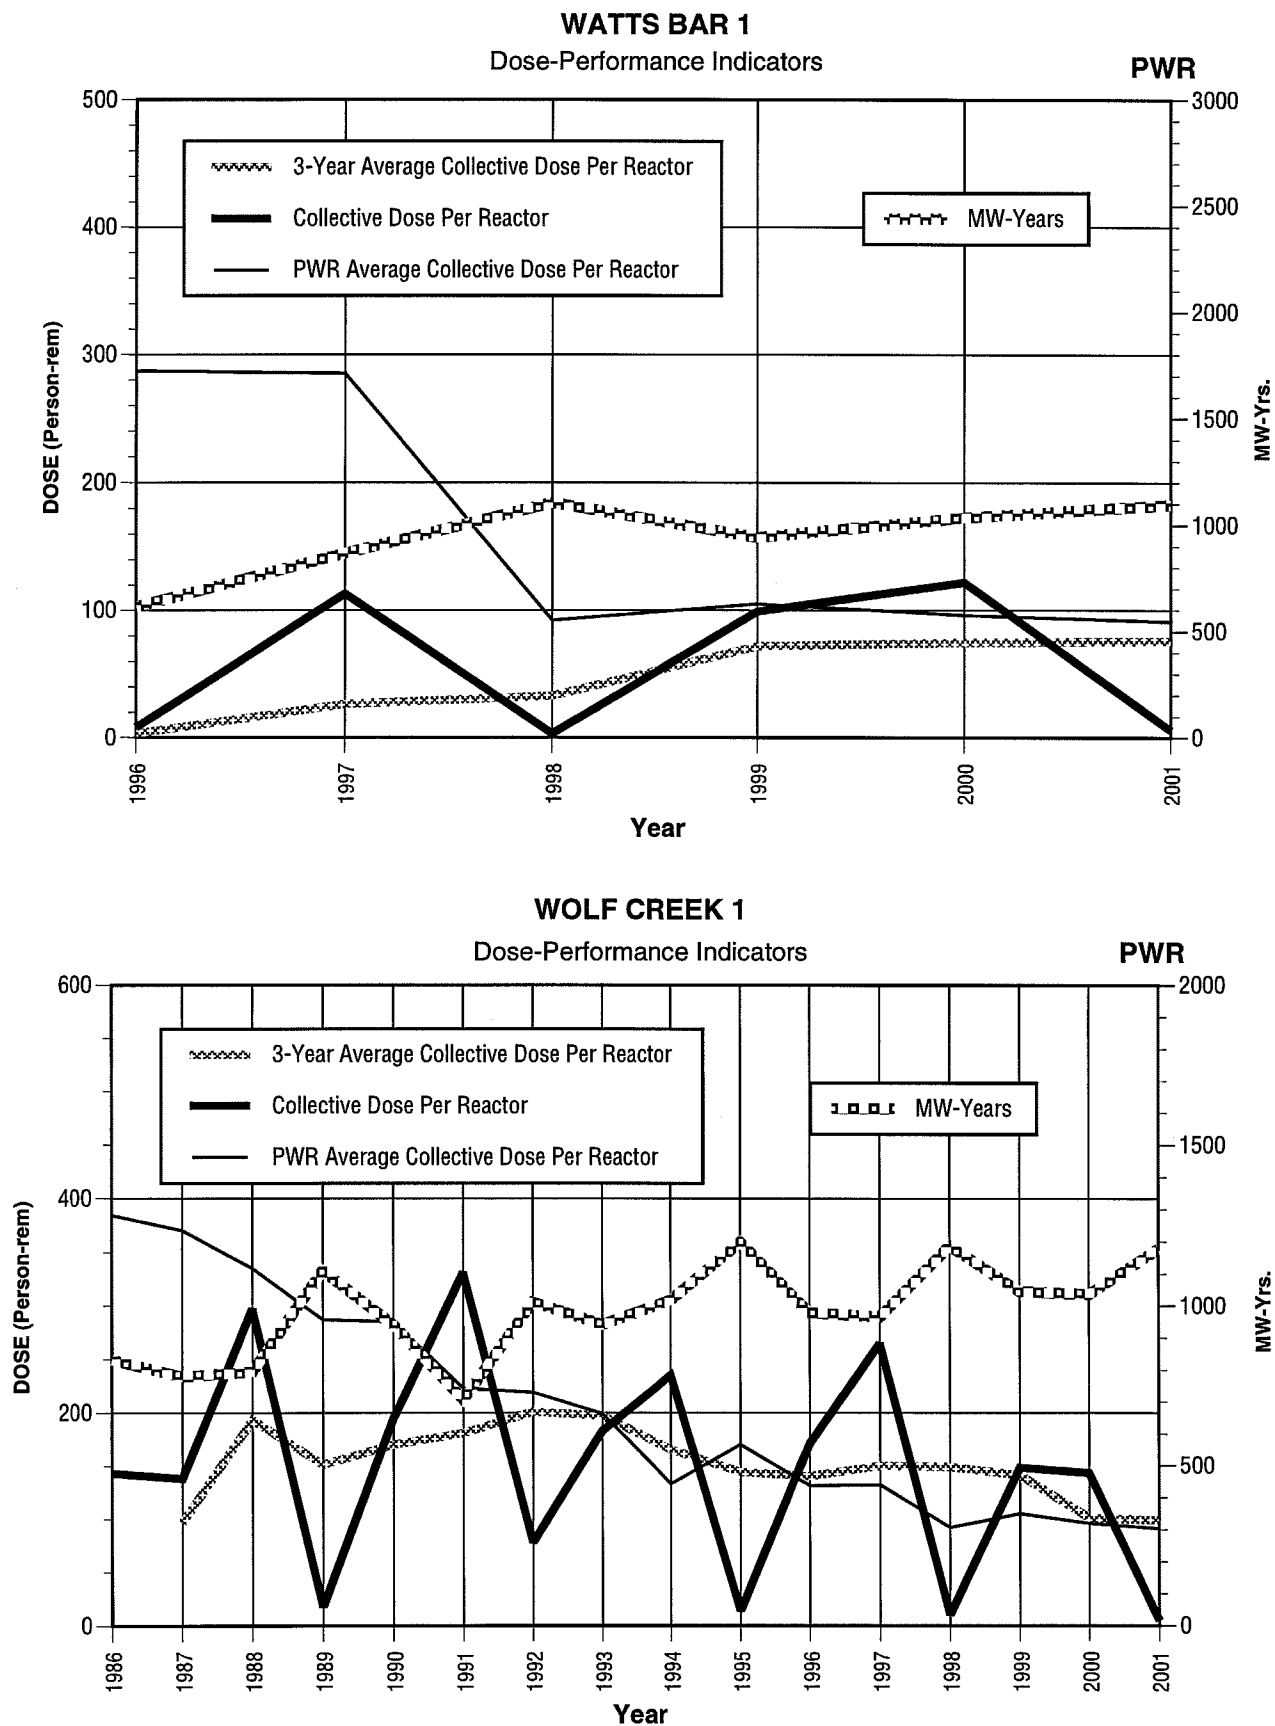 WATTS BAR 1
Dose-Performance Indicators
PWR
500
400
300
200
100
0
3000
2500
2000
1500
1000
500
0
3-Year Average Collective Dose Per Reactor
Collective Dose Per Reactor
PWR Average Collective Dose Per Reactor
MW-Years
DOSE (Person-rem)
MW-Yrs.
1996 1997 1998 1999 2000 2001
Year
WOLF CREEK 1
Dose-Performance Indicators
PWR
600
400
200
0
2000
1500
1000
500
0
3-Year Average Collective Dose Per Reactor
Collective Dose Per Reactor
PWR Average Collective Dose Per Reactor
MW-Years
DOSE (Person-rem)
MW-Yrs.
1986 1987 1988 1989 1990 1991 1992 1993 1994 1995 1996 1997 1998 1999 2000 2001
Year